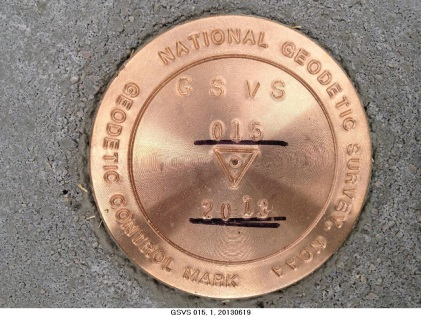 NATIONAL GEODETIC SURVEY, NOAA
GEODETIC CONTROL MARK
GSVS
015
2013
GSVS 015, 1, 20130619